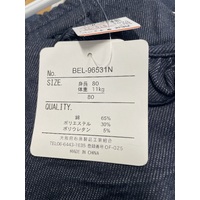 No. BEL-96531N
SIZE. 身長 80
体重 11kg
80
QUALITY.
綿 65%
ポリエステル 30%
ポリウレタン 5%
MADE IN CHINA